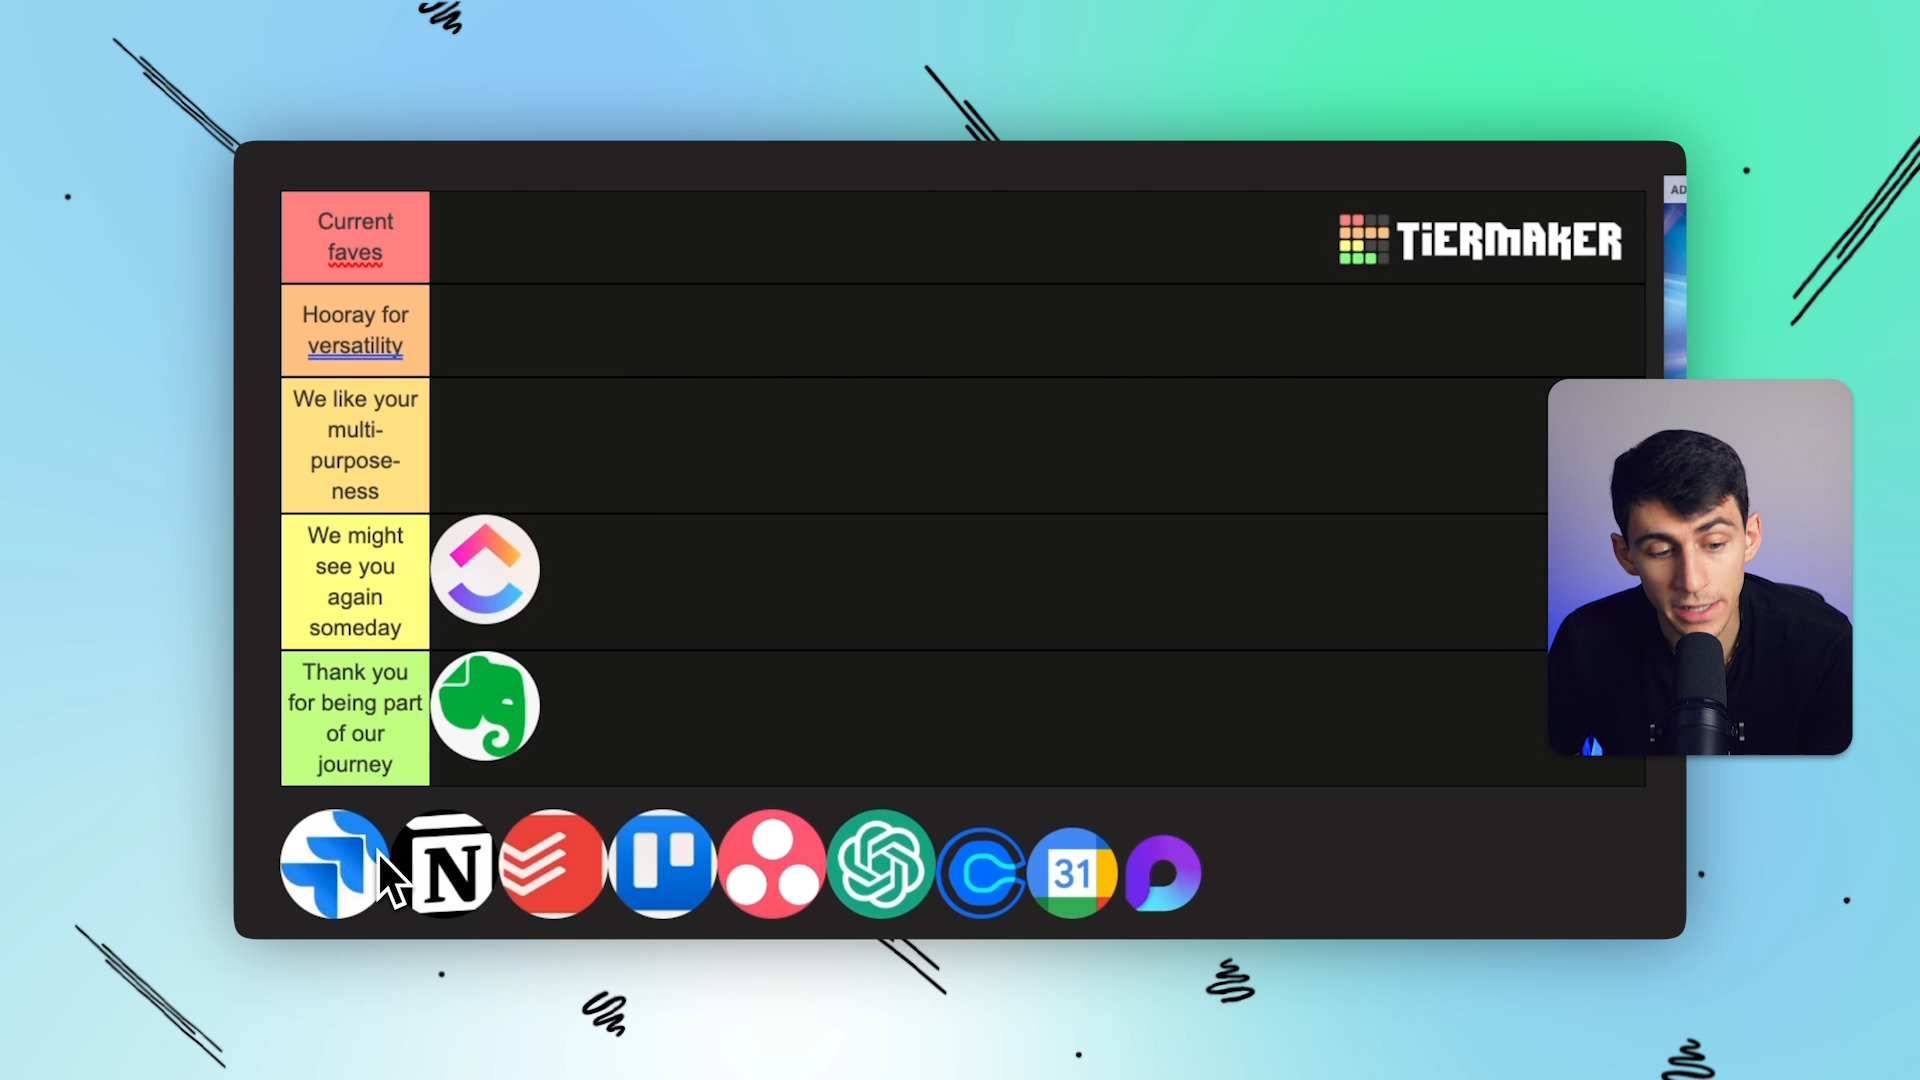 Current
faves
TiERMAKER
AD
Hooray for
versatility
We like your
multi-
purpose-
ness
We might
see you
again
someday
Thank you
for being part
of our
journey
N
31